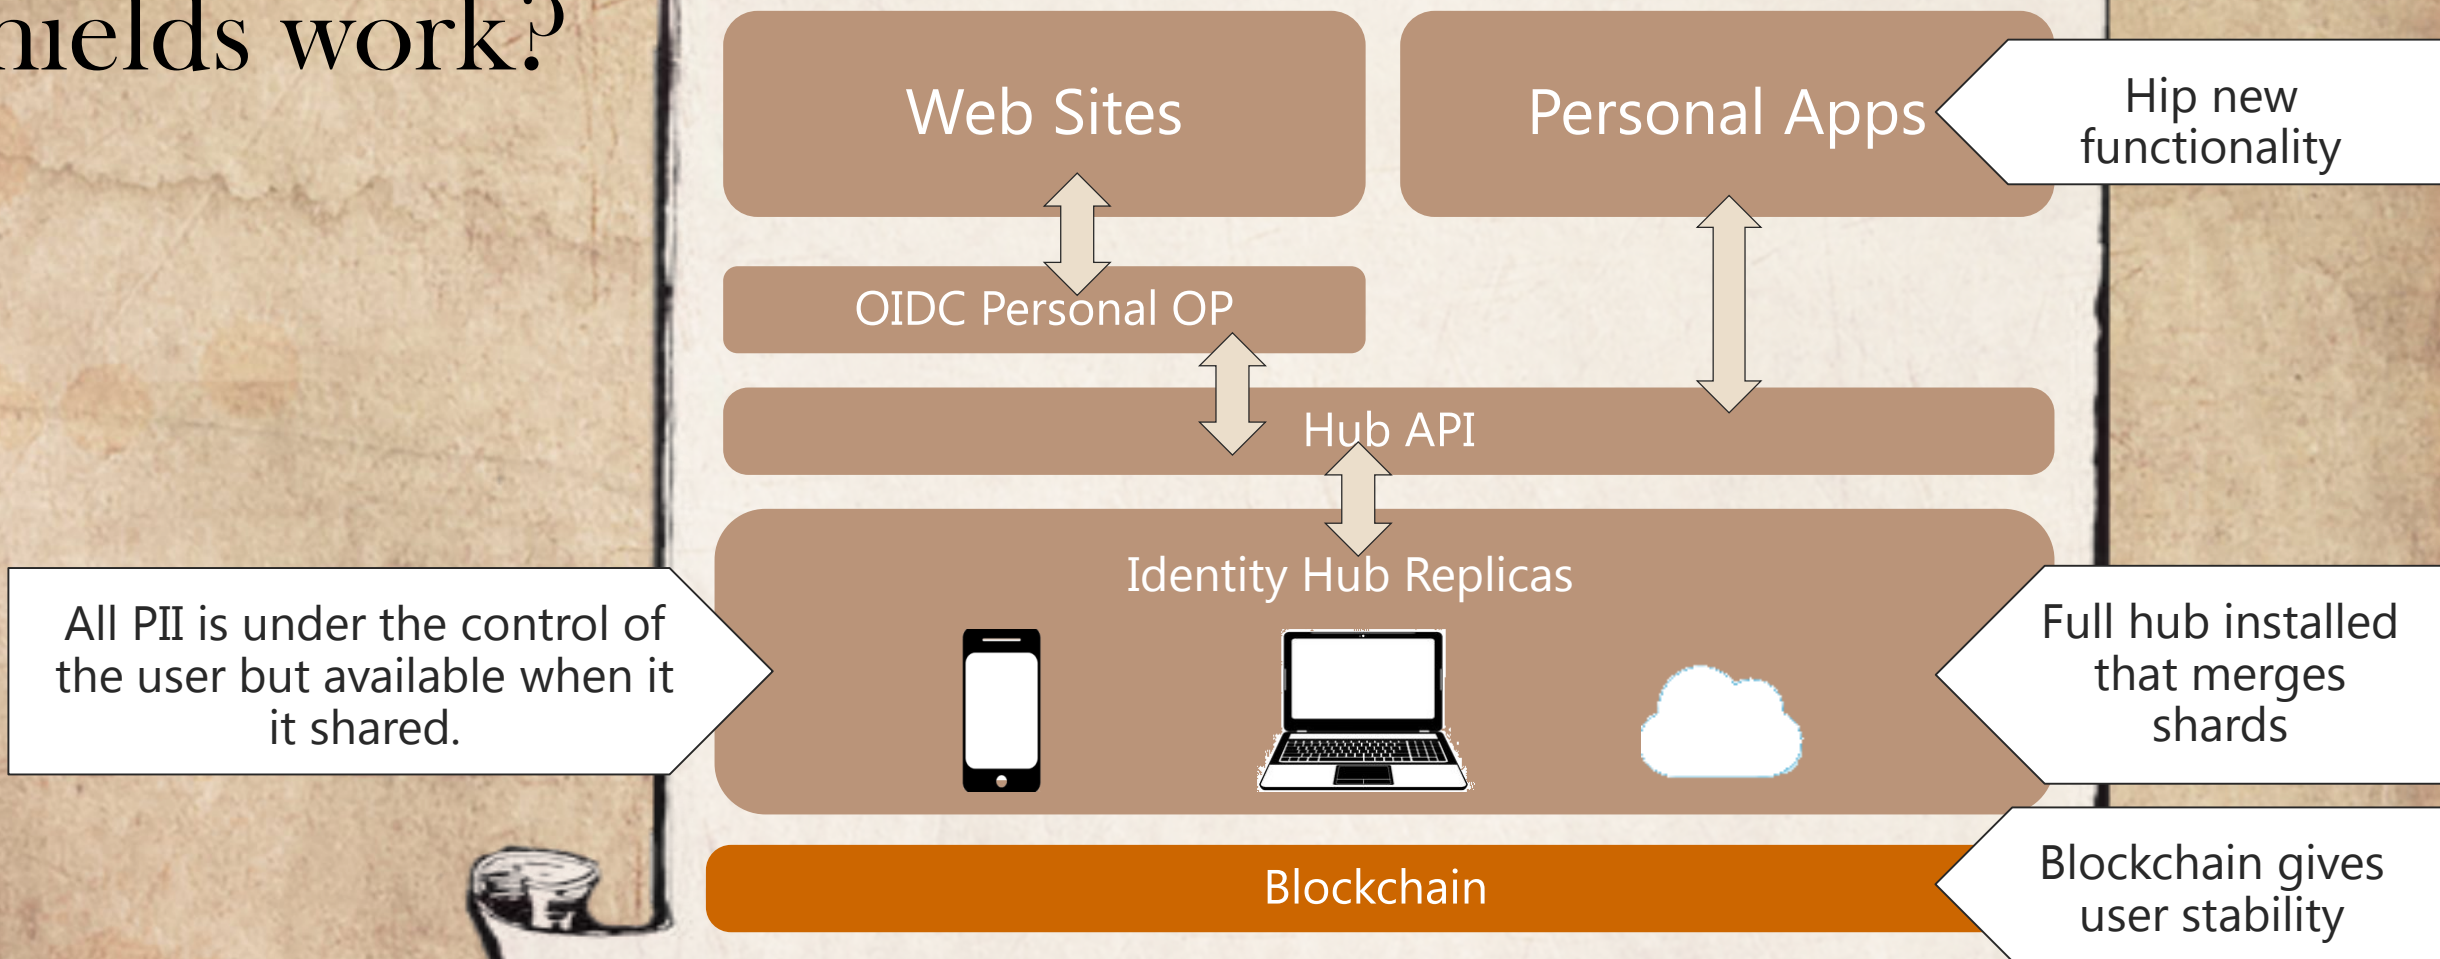 work?
Web Sites
Personal Apps
Hip new
functionality
OIDC Personal OP
Hub API
Identity Hub Replicas
All PII is under the control of
the user but available when it
it shared.
Full hub installed
that merges
shards
Blockchain
Blockchain gives
user stability